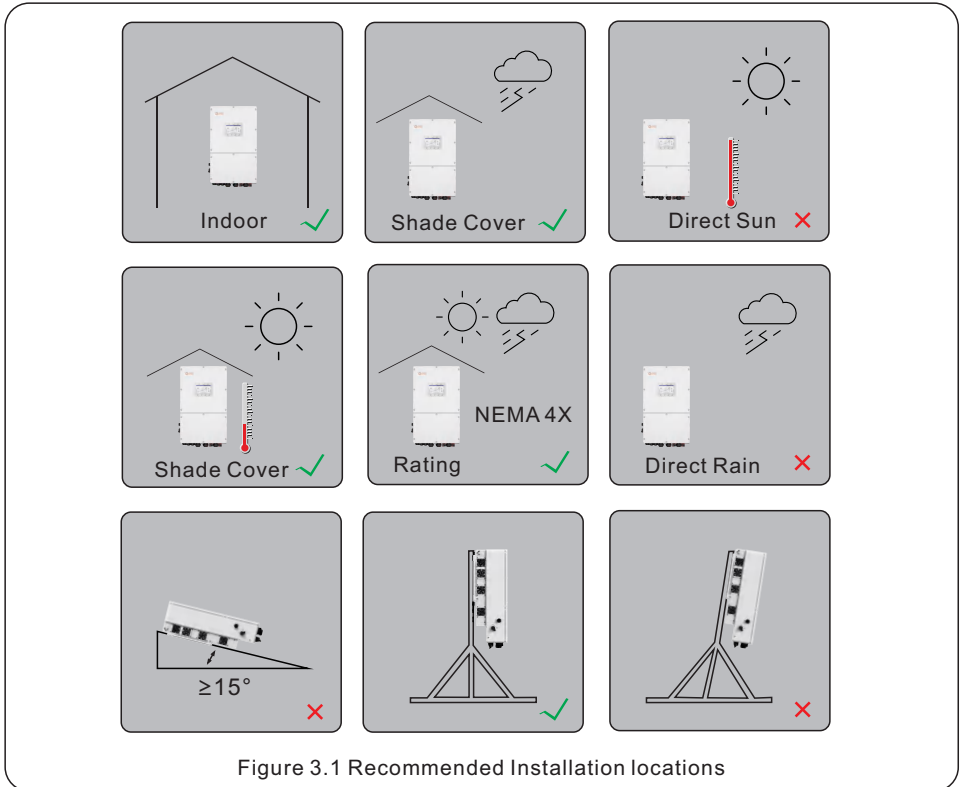 Indoor
Shade Cover
Direct Sun
Shade Cover
NEMA 4X
Rating
Direct Rain
≥15°
Figure 3.1 Recommended Installation locations